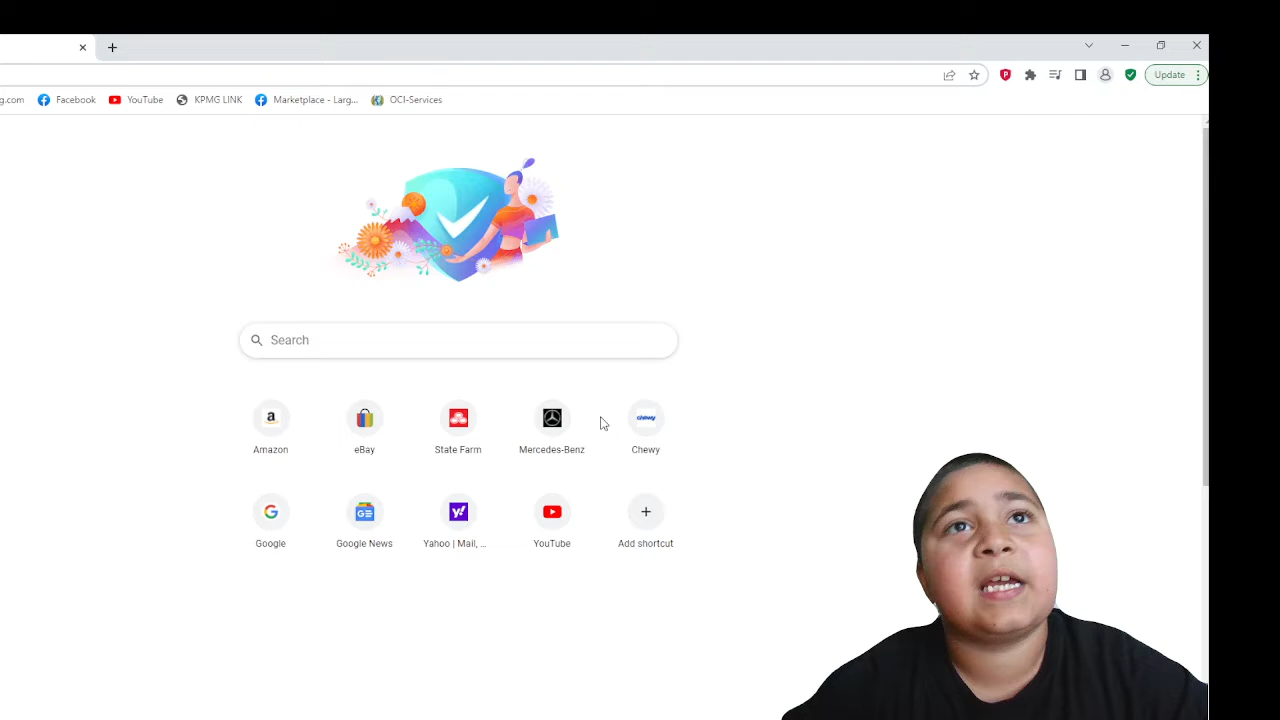 Update
g.com Facebook YouTube KPMG LINK Marketplace - Larg... OCI-Services
Search
a
chewy
Amazon eBay State Farm Mercedes-Benz Chewy
Google Google News Yahoo | Mail, ... YouTube Add shortcut